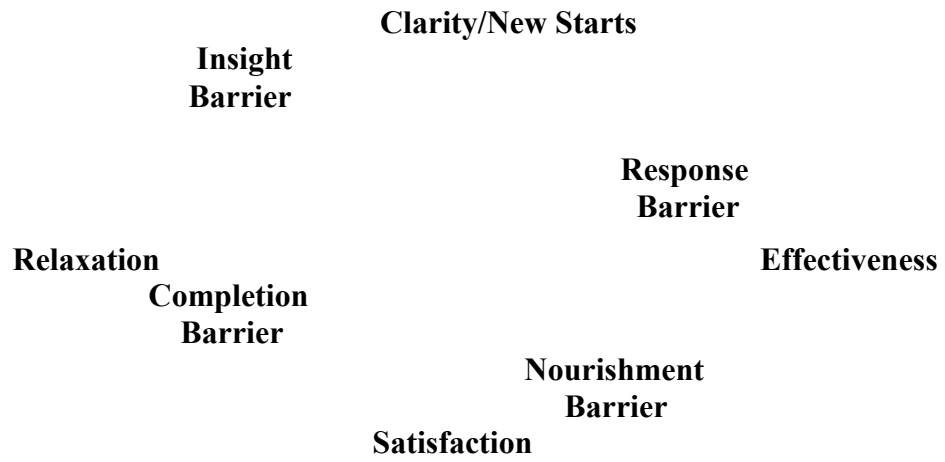 Clarity/New Starts
Insight
Barrier
Response
Barrier
Relaxation Effectiveness
Completion
Barrier
Nourishment
Barrier
Satisfaction